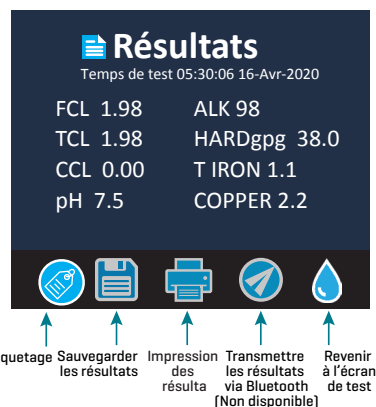 Résultats
Temps de test 05:30:06 16-Avr-2020
FCL 1.98 ALK 98
TCL 1.98 HARDgpg 38.0
CCL 0.00 T IRON 1.1
pH 7.5 COPPER 2.2
quetage Sauvegarder Impression Transmettre Revenir
les résultats des les résultats à l'écran
résulta via Bluetooth de test
(Non disponible)